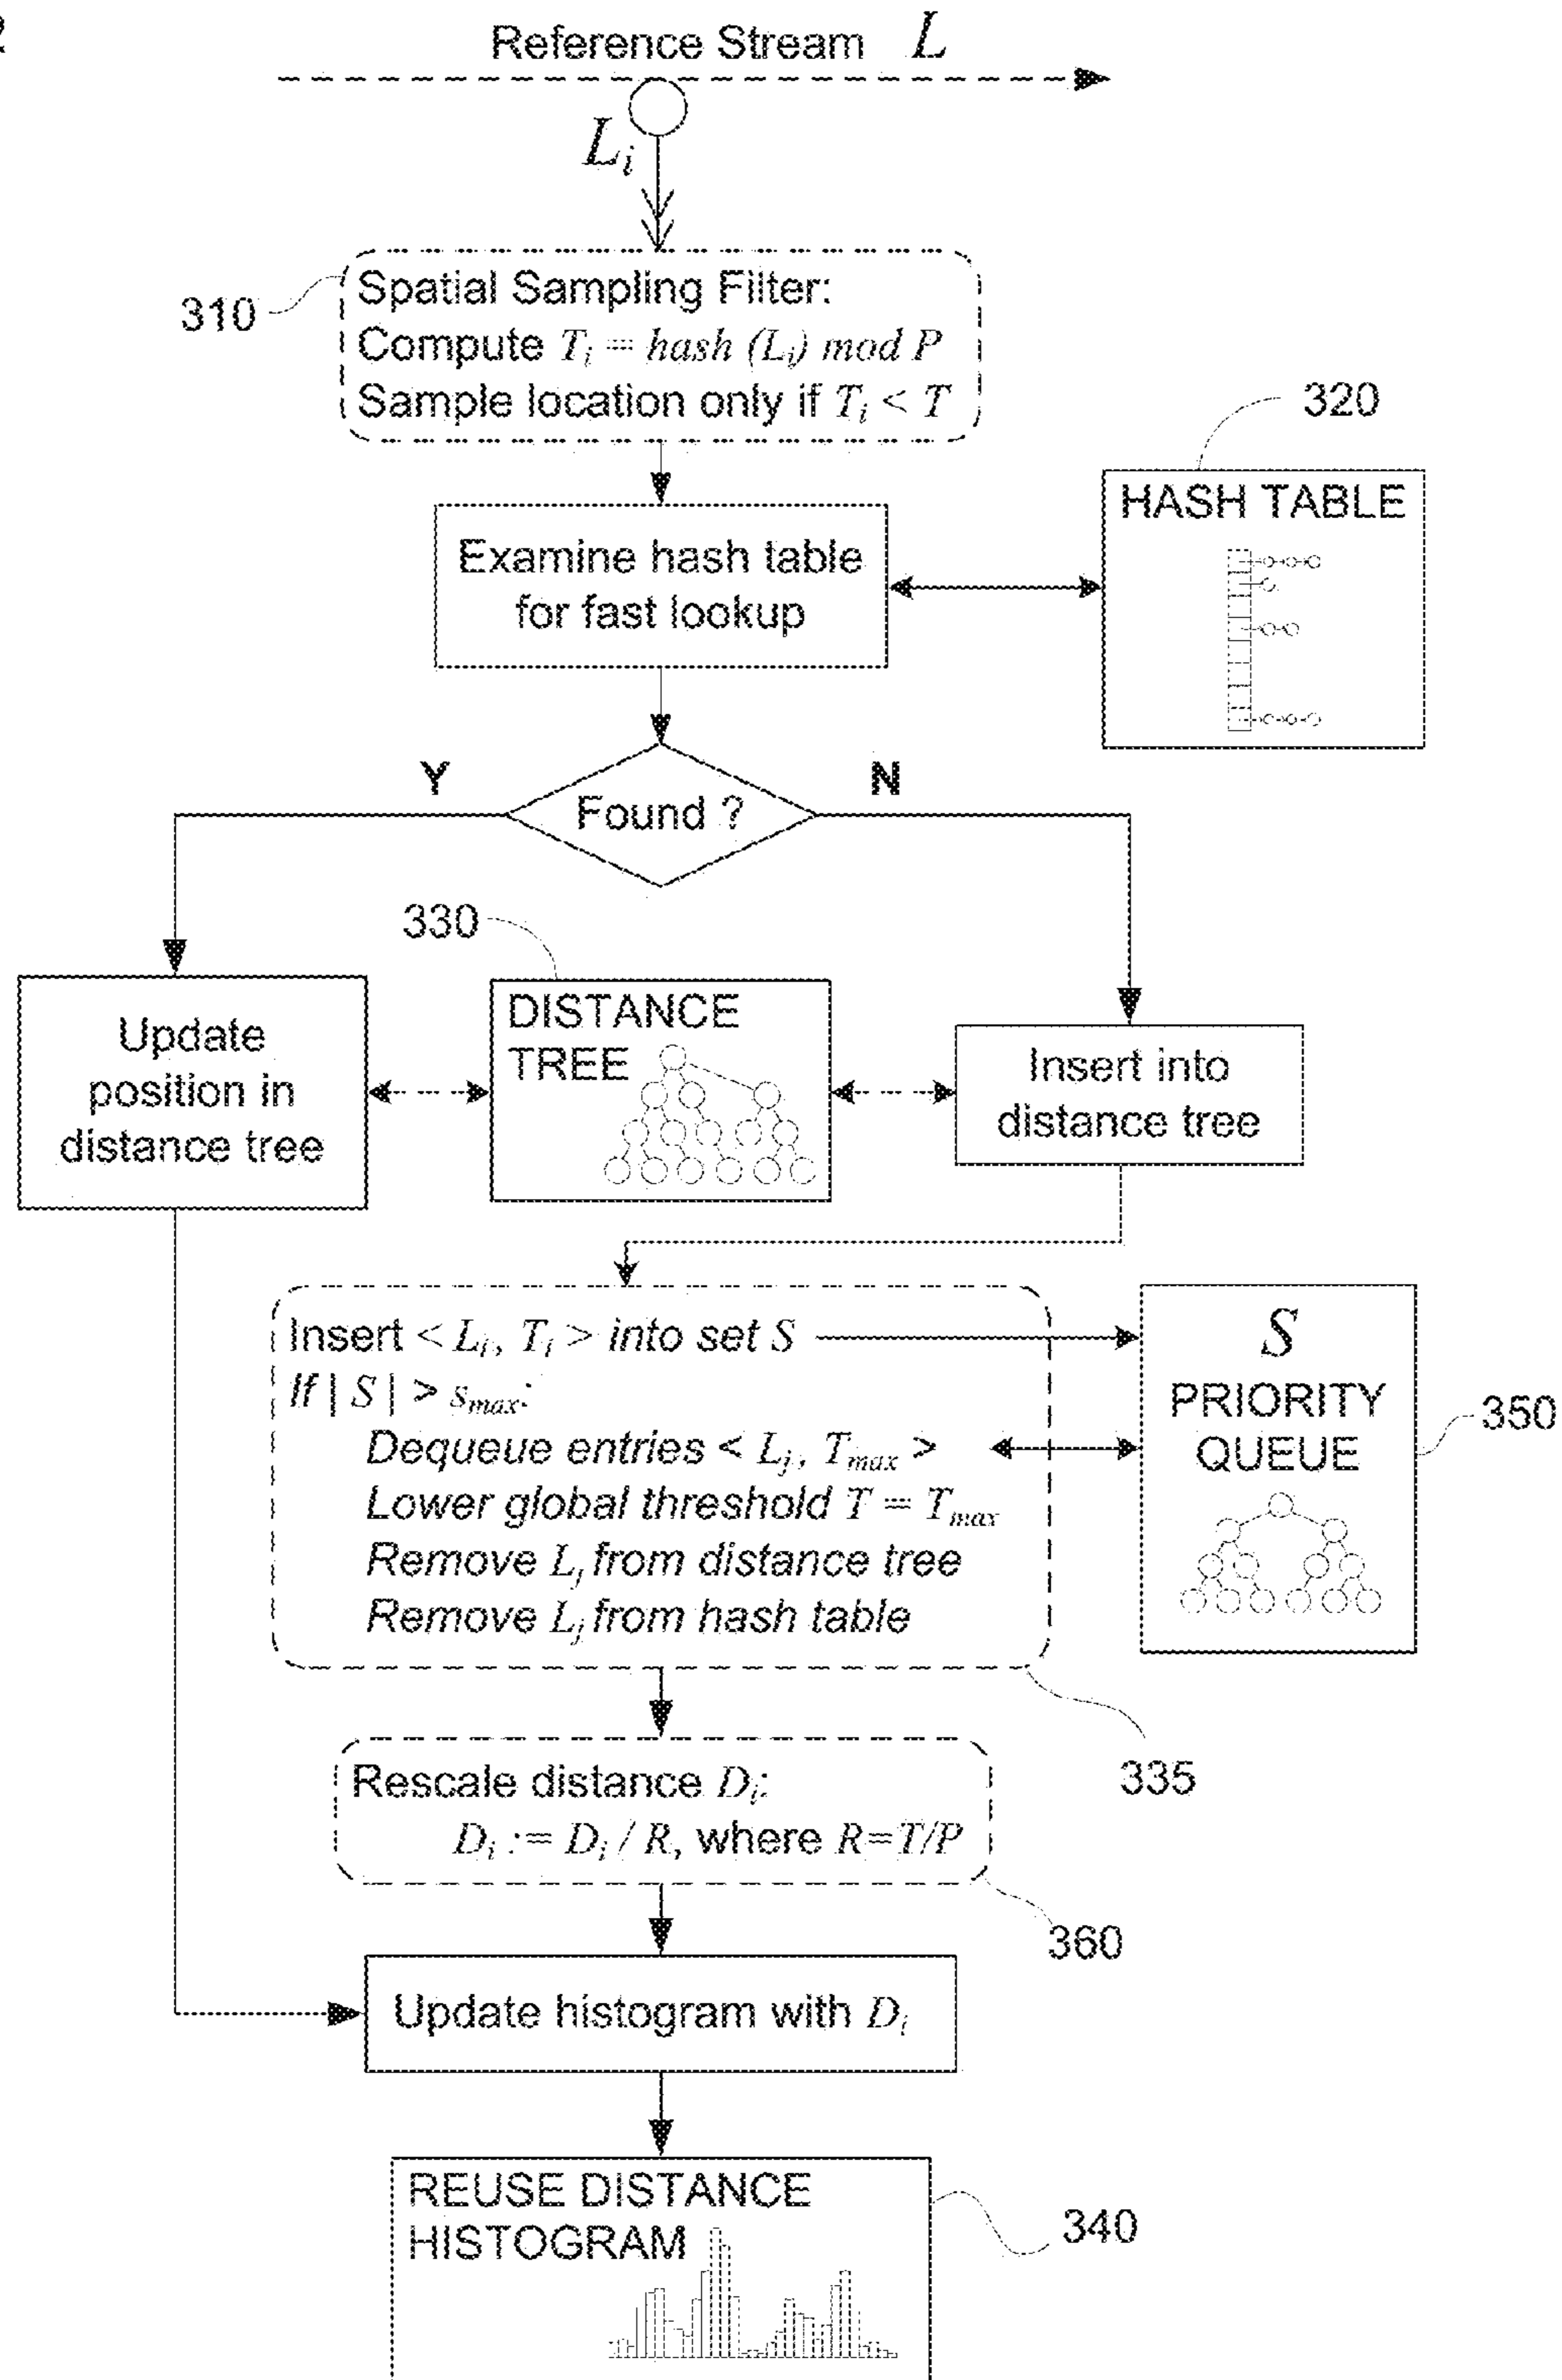 2
Reference Stream L
Li
310
Spatial Sampling Filter:
Compute Ti = hash (Li) mod P
Sample location only if Ti < T
320
HASH TABLE
Examine hash table
for fast lookup
Y
N
Found ?
330
Update
position in
distance tree
DISTANCE
TREE
Insert into
distance tree
Insert < Li, Ti > into set S
If | S | > smax:
Dequeue entries < Lj, Tmax >
Lower global threshold T = Tmax
Remove Lj from distance tree
Remove Lj from hash table
S
PRIORITY
QUEUE
350
335
Rescale distance Di:
Di := Di / R, where R=T/P
360
Update histogram with Di
REUSE DISTANCE
HISTOGRAM
340